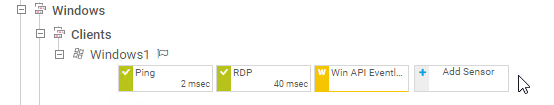 Windows
Clients
Windows1
Ping
2 msec
RDP
40 msec
W Win API Eventl...
+ Add Sensor